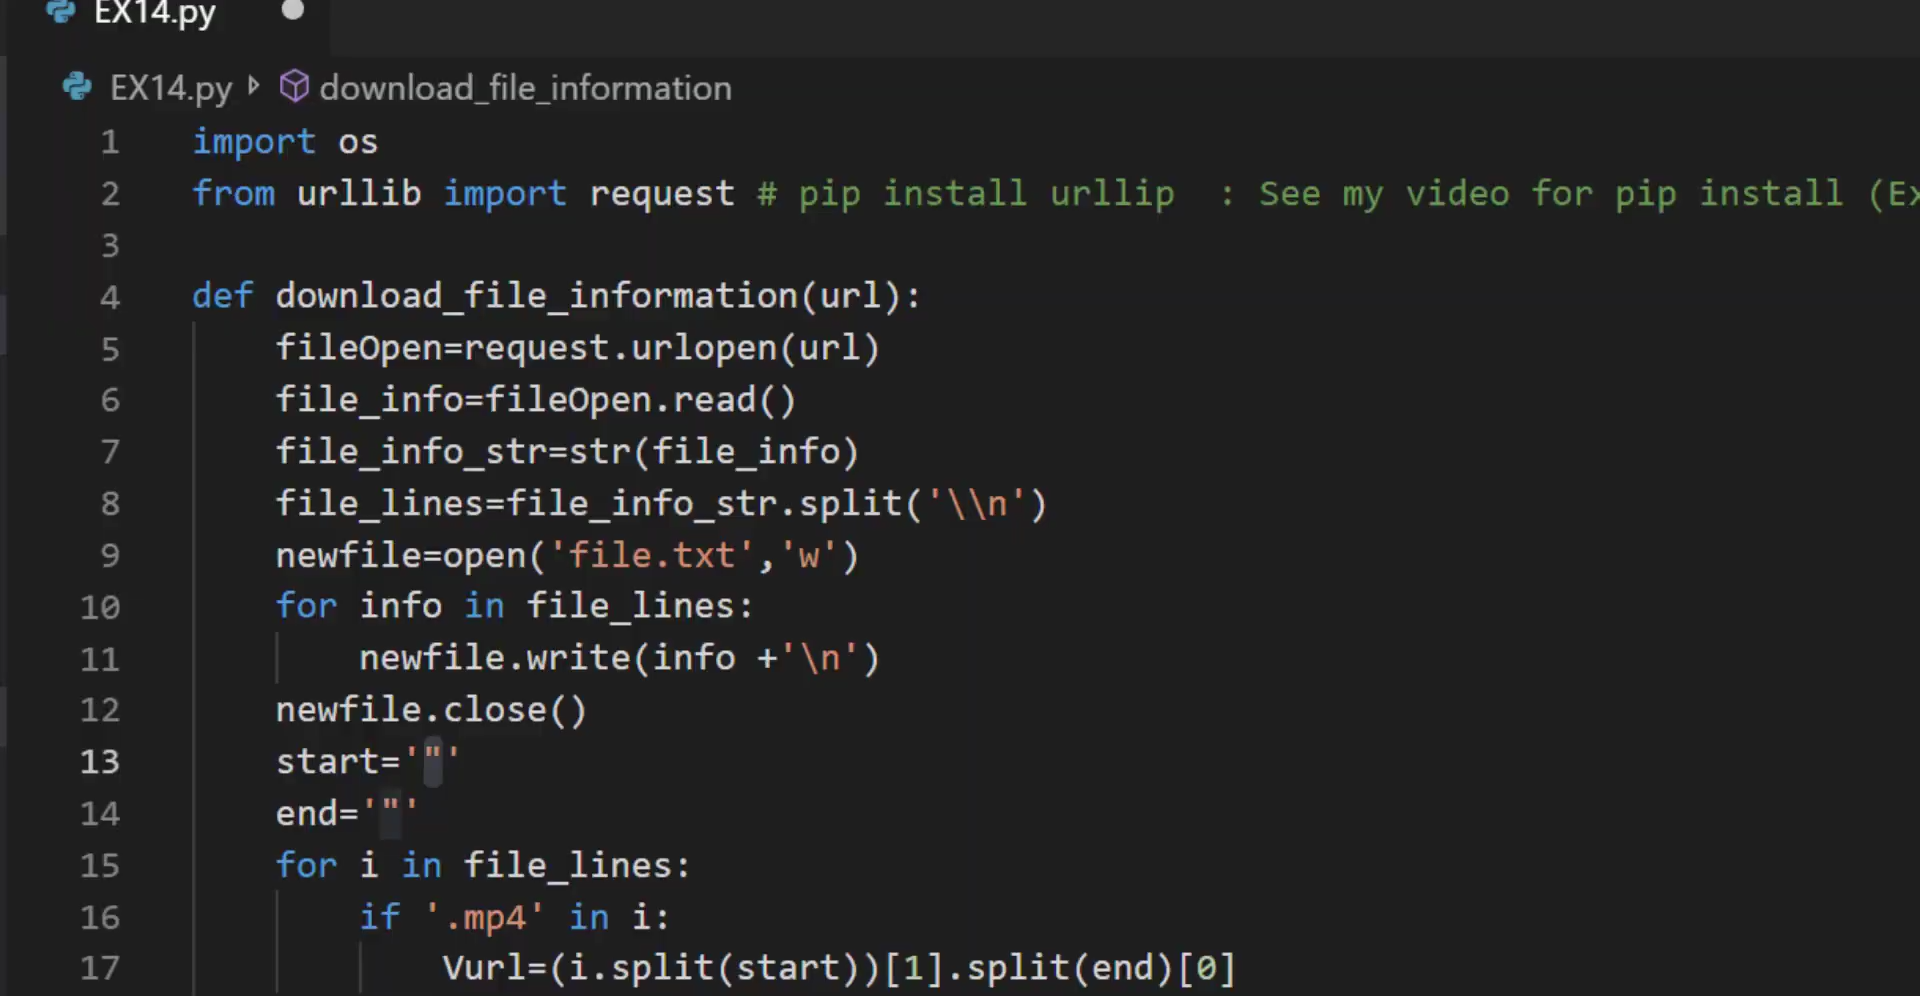 EX14.py
EX14.py download_file_information
1 import os
2 from urllib import request # pip install urllip : See my video for pip install (Ex
3
4 def download_file_information(url):
5 fileOpen=request.urlopen(url)
6 file_info=fileOpen.read()
7 file_info_str=str(file_info)
8 file_lines=file_info_str.split('\\n')
9 newfile=open('file.txt','w')
10 for info in file_lines:
11 newfile.write(info +'\n')
12 newfile.close()
13 start='"'
14 end='"'
15 for i in file_lines:
16 if '.mp4' in i:
17 Vurl=(i.split(start))[1].split(end)[0]